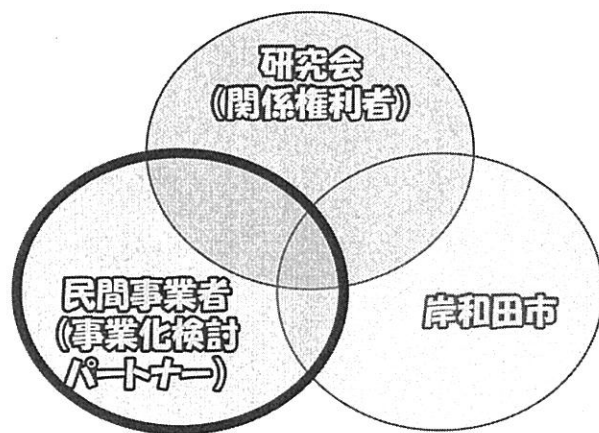 研究会
(関係権利者)
民間事業者
(事業化検討
パートナー)
岸和田市